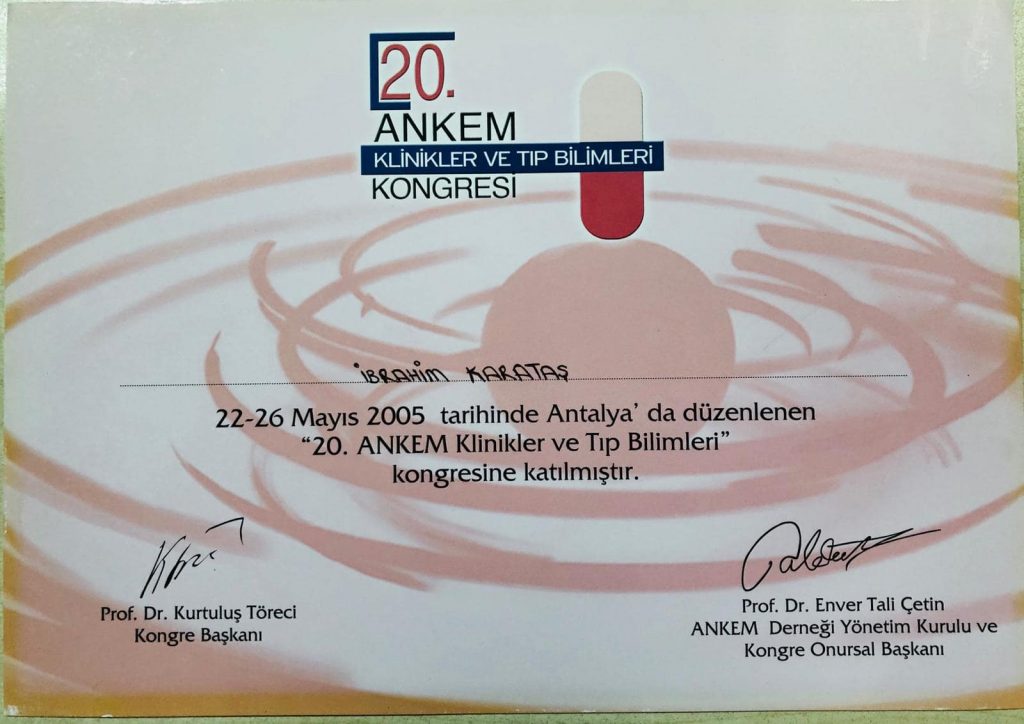 20.
ANKEM
KLİNİKLER VE TIP BİLİMLERİ
KONGRESİ
İBRAHİM KARATAŞ
22-26 Mayıs 2005 tarihinde Antalya' da düzenlenen
“20. ANKEM Klinikler ve Tıp Bilimleri”
kongresine katılmıştır.
Prof. Dr. Kurtuluş Töreci
Kongre Başkanı
Prof. Dr. Enver Tali Çetin
ANKEM Derneği Yönetim Kurulu ve
Kongre Onursal Başkanı